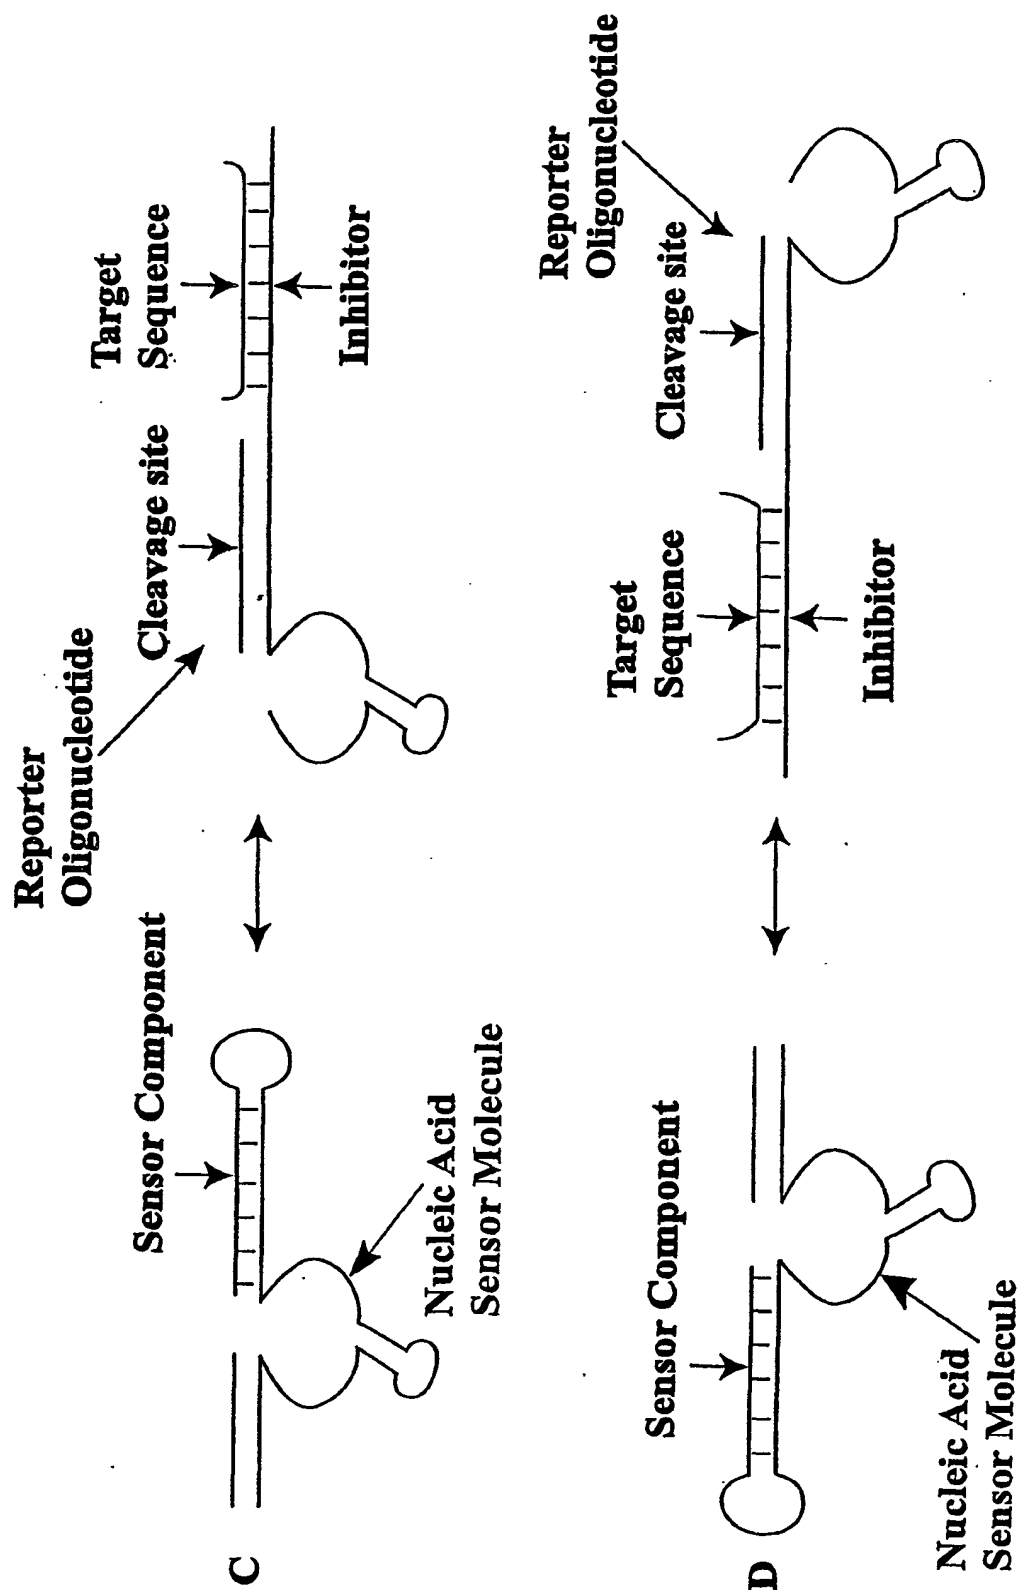 C
Sensor Component
Nucleic Acid
Sensor Molecule
Reporter
Oligonucleotide
Cleavage site
Target
Sequence
Inhibitor
D
Sensor Component
Nucleic Acid
Sensor Molecule
Target
Sequence
Inhibitor
Cleavage site
Reporter
Oligonucleotide